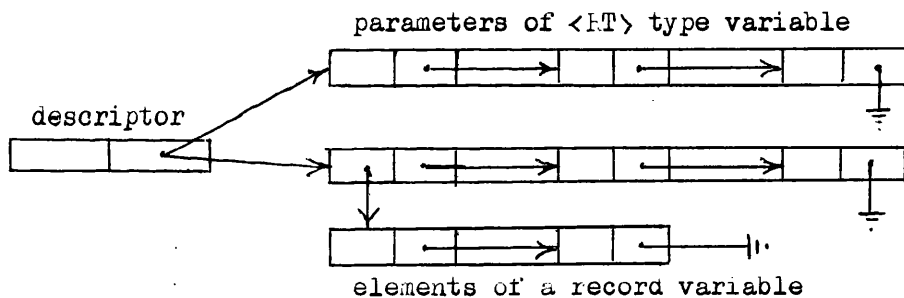 parameters of <RT> type variable
descriptor
elements of a record variable